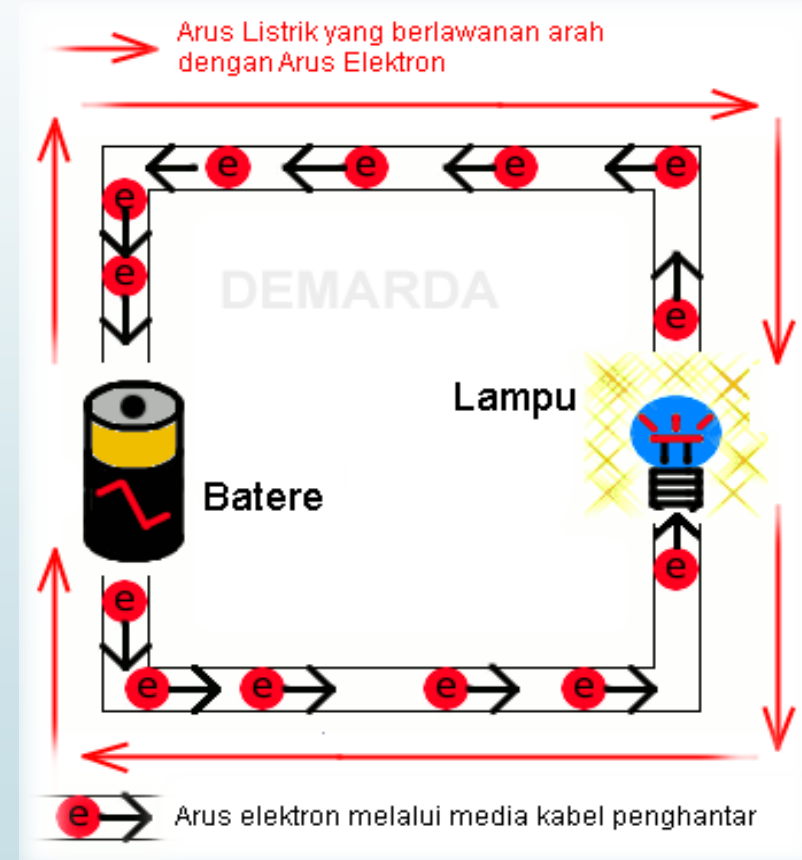 Arus Listrik yang berlawanan arah
dengan Arus Elektron
e e e e
e
e
DEMARDA
e
Lampu
Batere
e
e
e e e e
e Arus elektron melalui media kabel penghantar